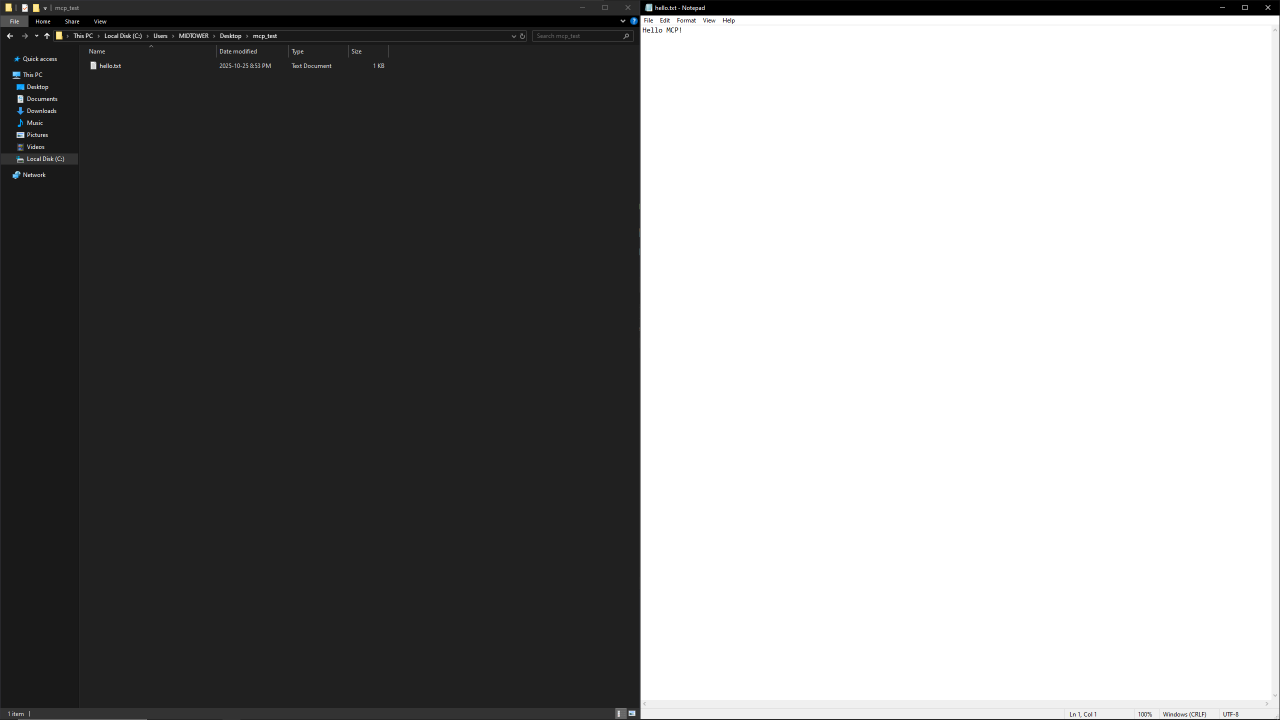 mcp_test
File Home Share View
This PC Local Disk (C:) Users MIDTOWER Desktop mcp_test
Search mcp_test
Name Date modified Type Size
hello.txt 2025-10-25 8:53 PM Text Document 1 KB
Quick access
This PC
Desktop
Documents
Downloads
Music
Pictures
Videos
Local Disk (C:)
Network
1 item
hello.txt - Notepad
File Edit Format View Help
Hello MCP!
Ln 1, Col 1 100% Windows (CRLF) UTF-8